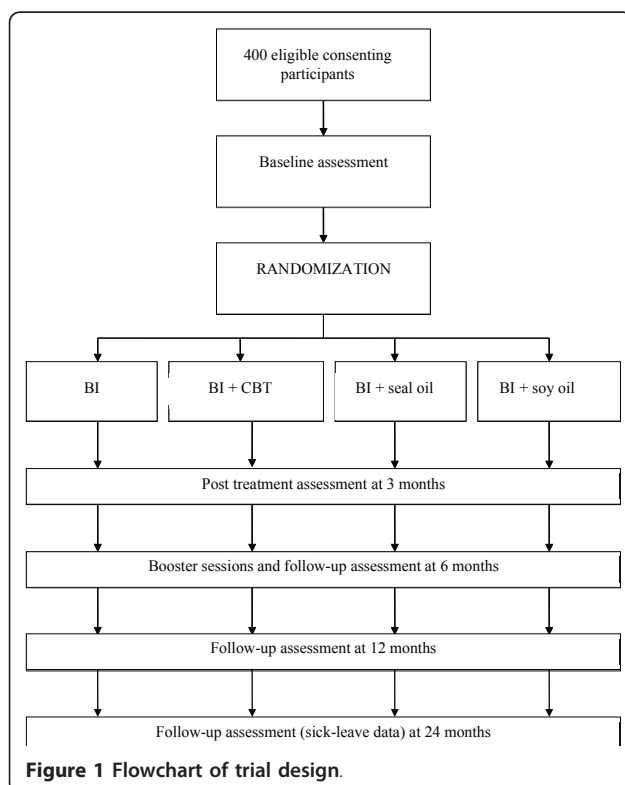 400 eligible consenting
participants
Baseline assessment
RANDOMIZATION
BI
BI + CBT
BI + seal oil
BI + soy oil
Post treatment assessment at 3 months
Booster sessions and follow-up assessment at 6 months
Follow-up assessment at 12 months
Follow-up assessment (sick-leave data) at 24 months
Figure 1 Flowchart of trial design.